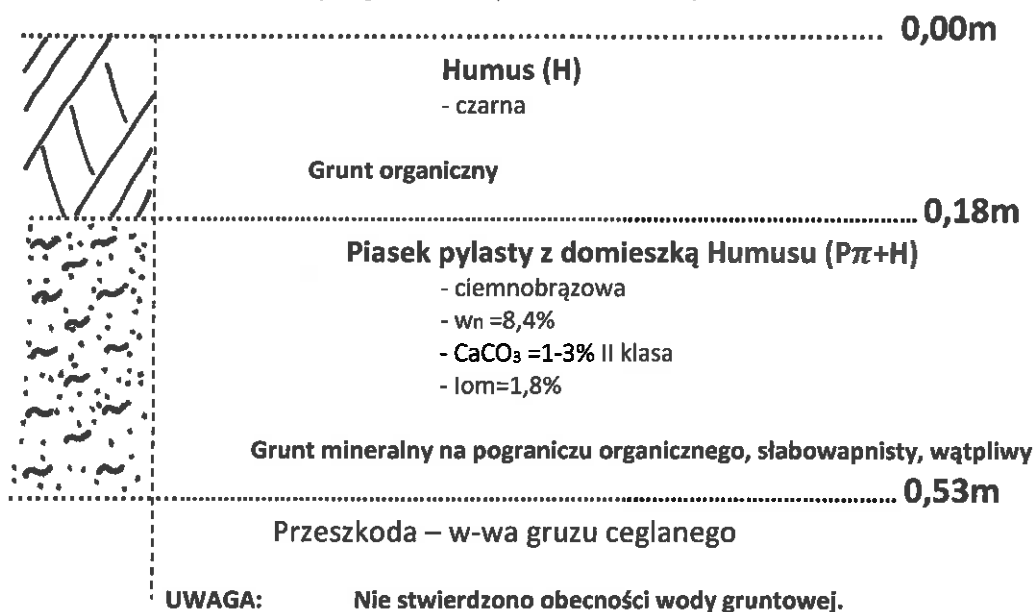 0,00m
Humus (H)
- czarna
Grunt organiczny
0,18m
Piasek pylasty z domieszką Humusu (Pπ+H)
- ciemnobrązowa
- wn =8,4%
- CaCO₃ =1-3% II klasa
- Iom=1,8%
Grunt mineralny na pograniczu organicznego, słabowapnisty, wątpliwy
0,53m
Przeszkoda – w-wa gruzu ceglanego
UWAGA: Nie stwierdzono obecności wody gruntowej.